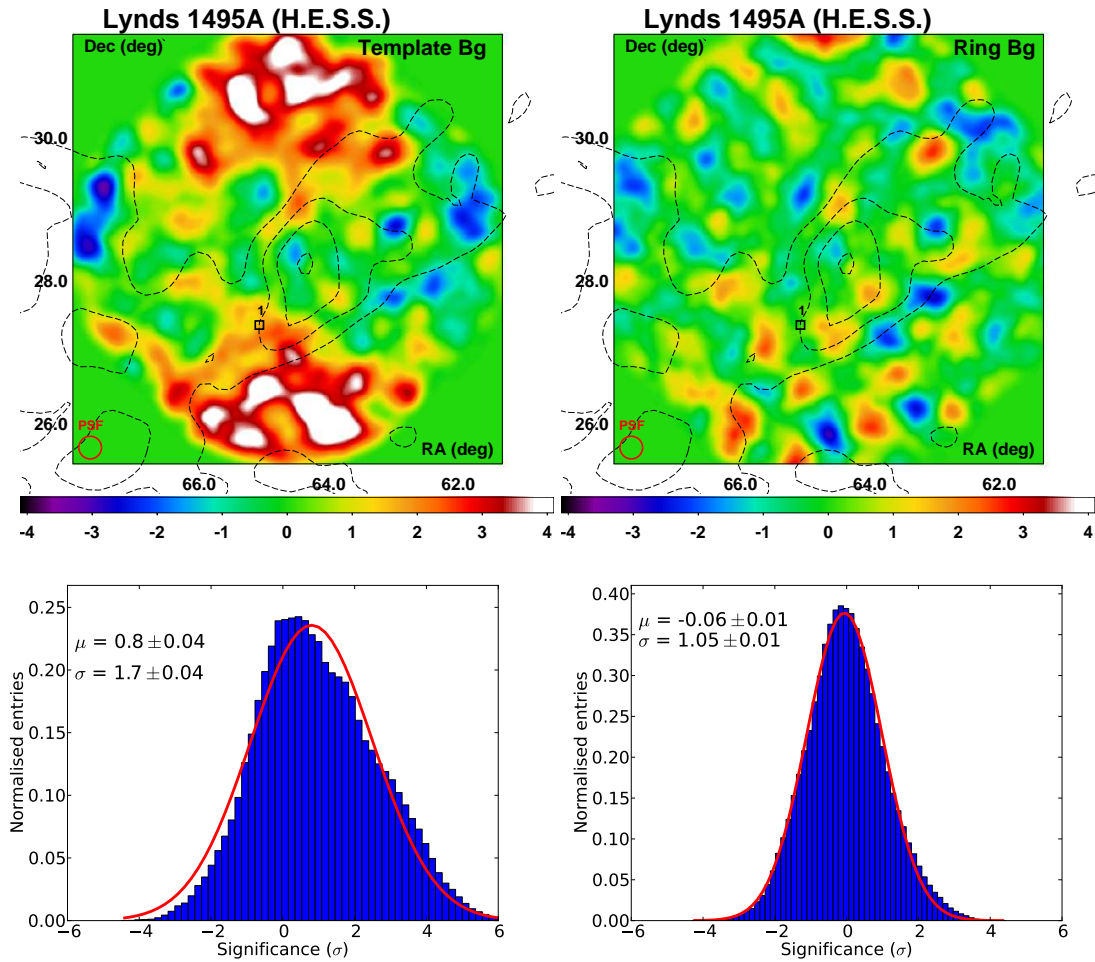 Lynds 1495A (H.E.S.S.)
Dec (deg)
Template Bg
30.0
28.0
26.0
1
PSF
RA (deg)
66.0 64.0 62.0
-4 -3 -2 -1 0 1 2 3 4
Lynds 1495A (H.E.S.S.)
Dec (deg)
Ring Bg
30.0
28.0
26.0
1
PSF
RA (deg)
66.0 64.0 62.0
-4 -3 -2 -1 0 1 2 3 4
0.25
0.20
0.15
0.10
0.05
0.00
μ = 0.8 ±0.04
σ = 1.7 ±0.04
Normalised entries
−6 −4 −2 0 2 4 6
Significance (σ)
0.40
0.35
0.30
0.25
0.20
0.15
0.10
0.05
0.00
μ = -0.06 ±0.01
σ = 1.05 ±0.01
Normalised entries
−6 −4 −2 0 2 4 6
Significance (σ)